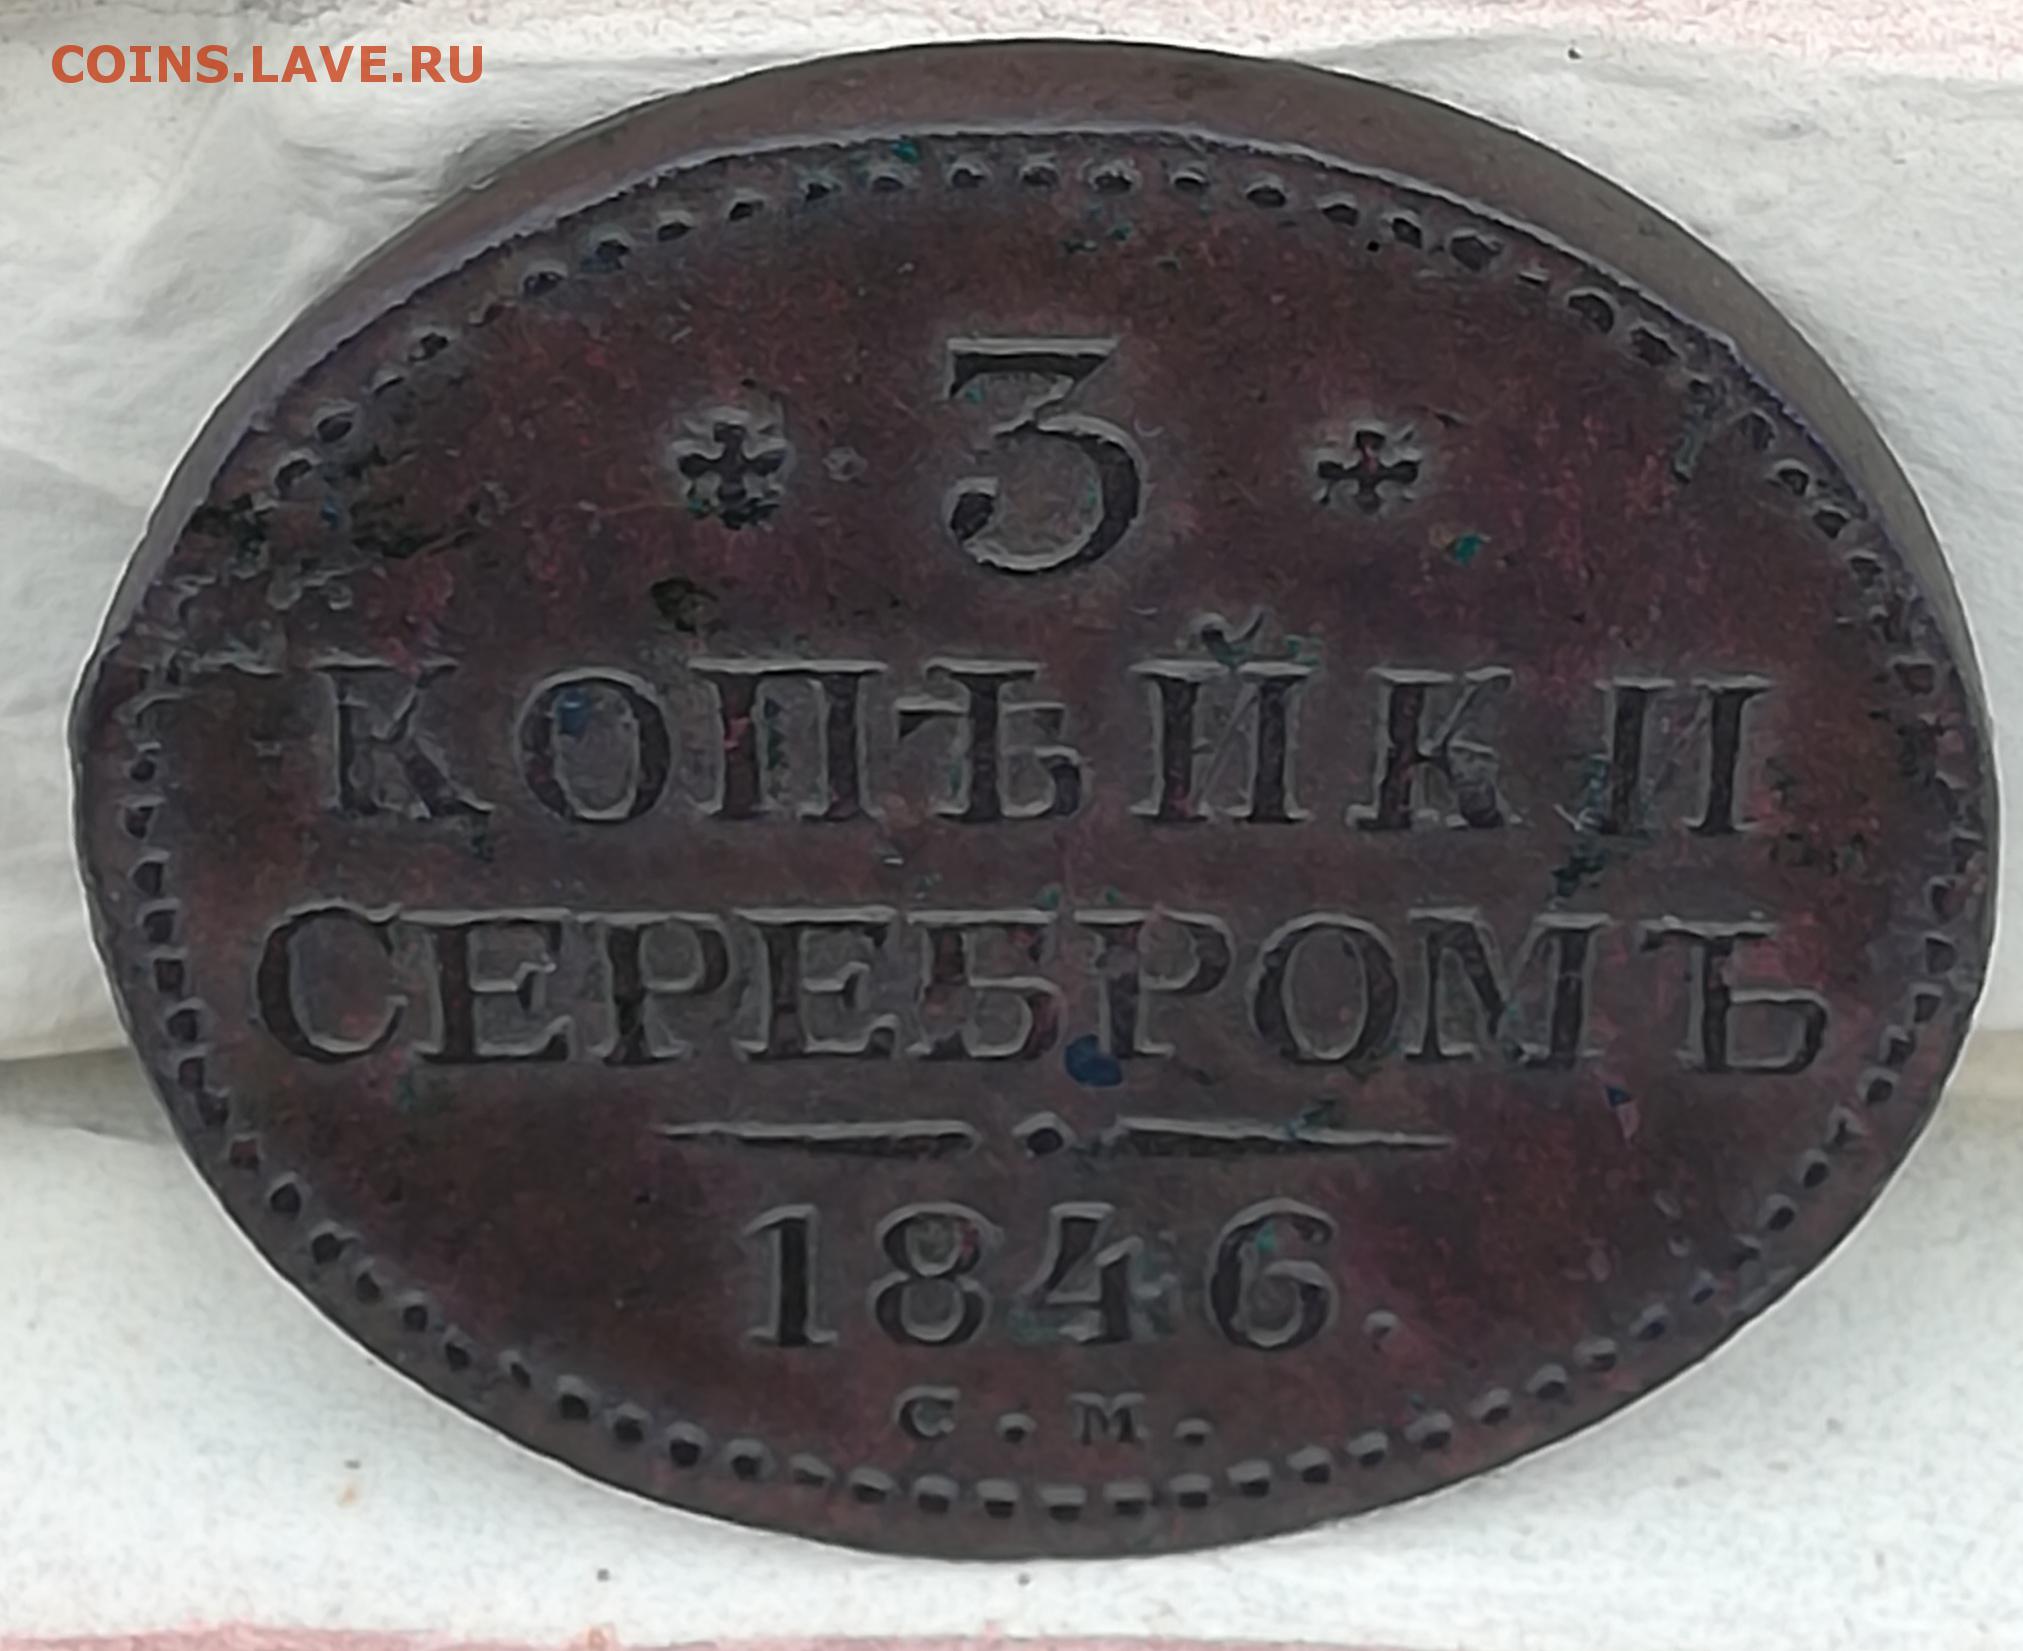 COINS.LAVE.RU
3
КОПѢЙКИ
СЕРЕБРОМЪ
1846.
С.М.